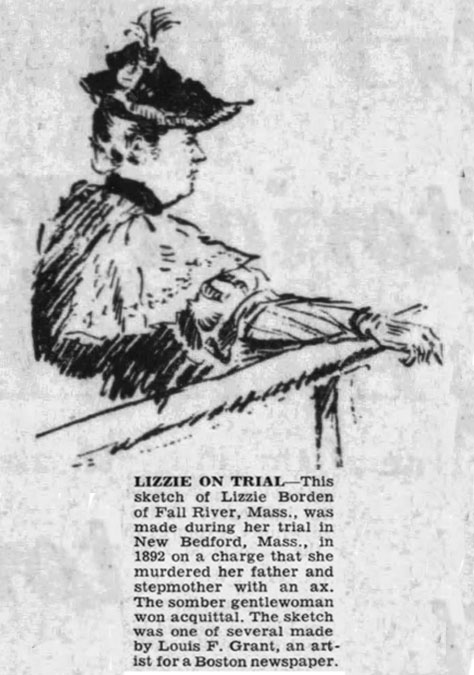 LIZZIE ON TRIAL—This
sketch of Lizzie Borden
of Fall River, Mass., was
made during her trial in
New Bedford, Mass., in
1892 on a charge that she
murdered her father and
stepmother with an ax.
The somber gentlewoman
won acquittal. The sketch
was one of several made
by Louis F. Grant, an art-
ist for a Boston newspaper.